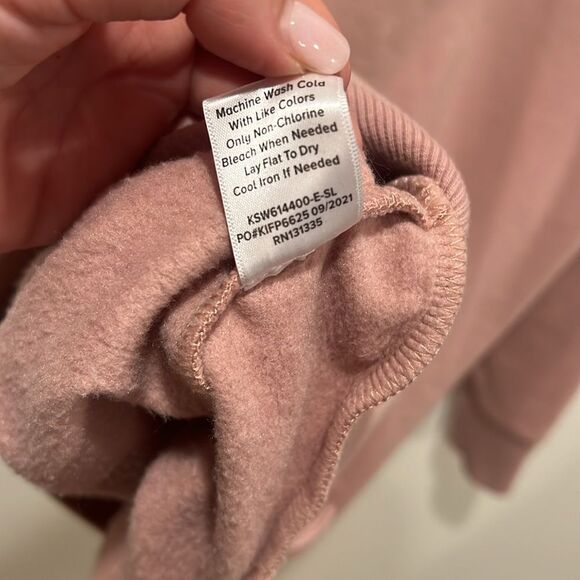 Machine Wash Cold
With Like Colors
Only Non-Chlorine
Bleach When Needed
Lay Flat To Dry
Cool Iron If Needed
KSW614400-E-SL
PO#KIFP6625 09/2021
RN131335